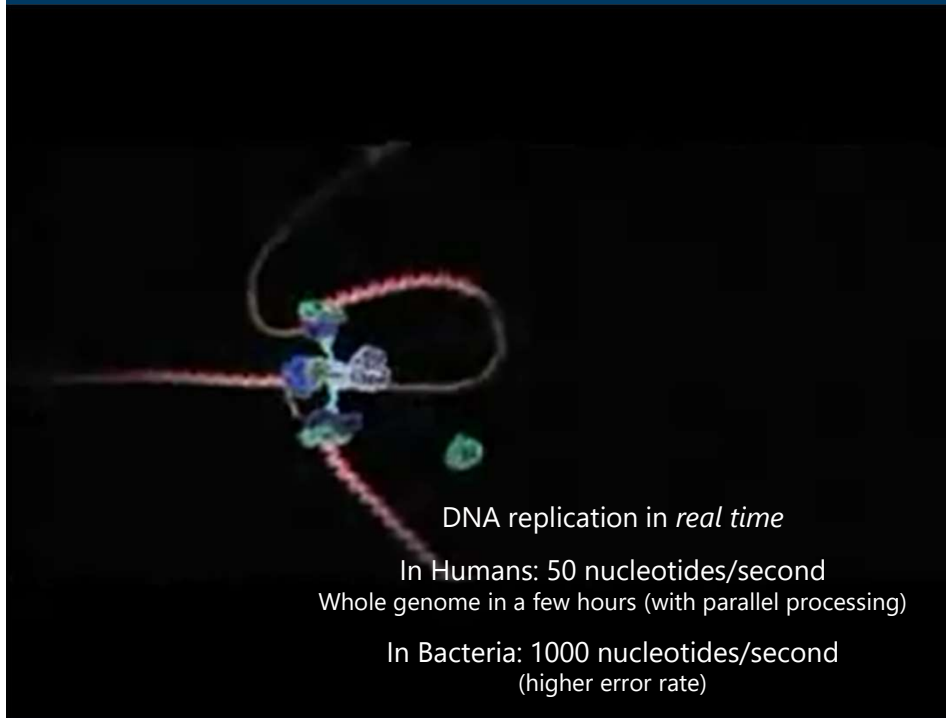 DNA replication in real time
In Humans: 50 nucleotides/second
Whole genome in a few hours (with parallel processing)
In Bacteria: 1000 nucleotides/second
(higher error rate)